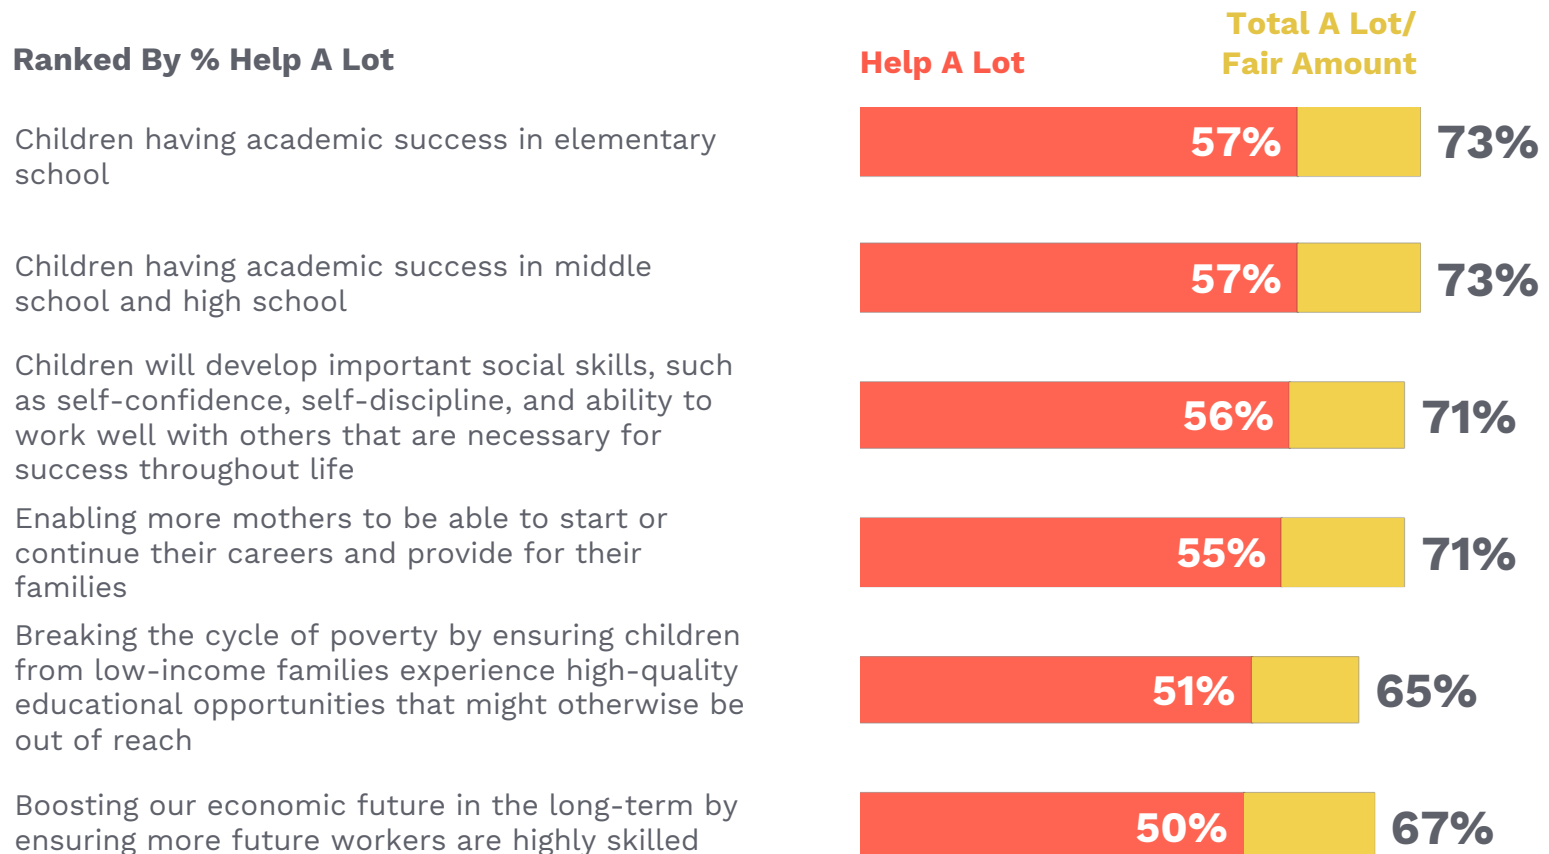 Total A Lot/
Ranked By % Help A Lot
Help A Lot
Fair Amount
Children having academic success in elementary
school
57%
73%
Children having academic success in middle
school and high school
57%
73%
Children will develop important social skills, such
as self-confidence, self-discipline, and ability to
work well with others that are necessary for
success throughout life
56%
71%
Enabling more mothers to be able to start or
continue their careers and provide for their
families
55%
71%
Breaking the cycle of poverty by ensuring children
from low-income families experience high-quality
educational opportunities that might otherwise be
out of reach
51%
65%
Boosting our economic future in the long-term by
ensuring more future workers are highly skilled
50%
67%